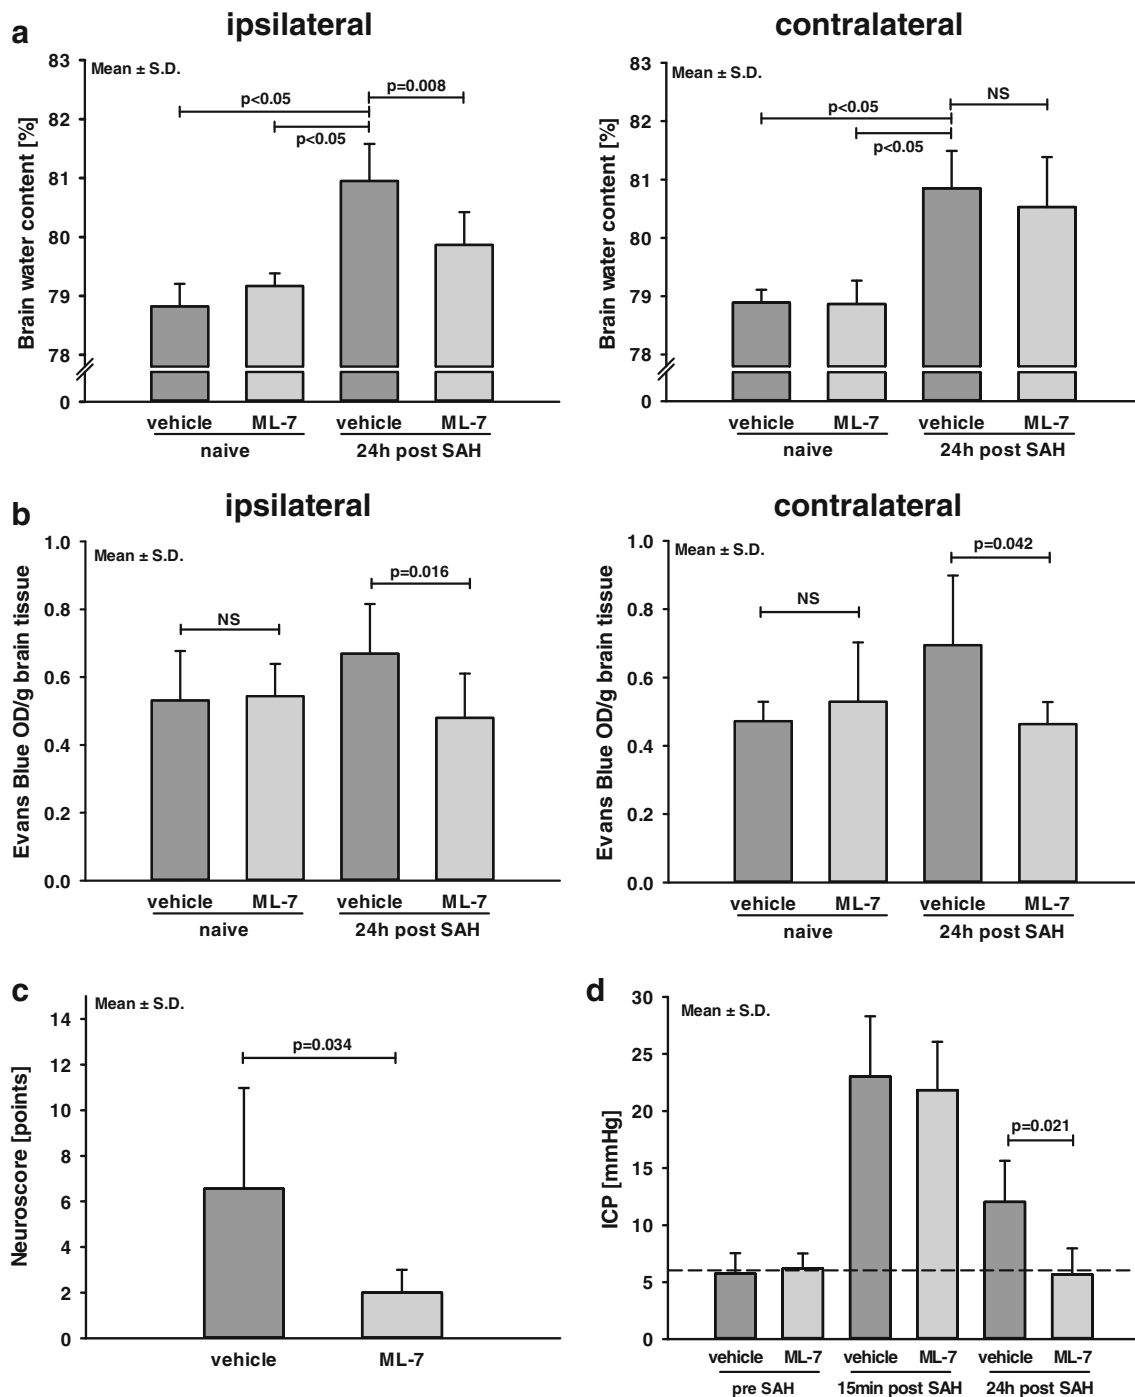 a
ipsilateral
83
82
81
80
79
78
0
Brain water content [%]
Mean ± S.D.
p=0.008
p<0.05
p<0.05
vehicle ML-7 vehicle ML-7
naive 24h post SAH
contralateral
83
82
81
80
79
78
0
Brain water content [%]
Mean ± S.D.
NS
p<0.05
p<0.05
vehicle ML-7 vehicle ML-7
naive 24h post SAH
b
ipsilateral
1.0
0.8
0.6
0.4
0.2
0.0
Evans Blue OD/g brain tissue
Mean ± S.D.
p=0.016
NS
vehicle ML-7 vehicle ML-7
naive 24h post SAH
contralateral
1.0
0.8
0.6
0.4
0.2
0.0
Evans Blue OD/g brain tissue
Mean ± S.D.
p=0.042
NS
vehicle ML-7 vehicle ML-7
naive 24h post SAH
c
14
12
10
8
6
4
2
0
Neuroscore [points]
Mean ± S.D.
p=0.034
vehicle ML-7
d
30
25
20
15
10
5
0
ICP [mmHg]
Mean ± S.D.
p=0.021
vehicle ML-7 vehicle ML-7 vehicle ML-7
pre SAH 15min post SAH 24h post SAH